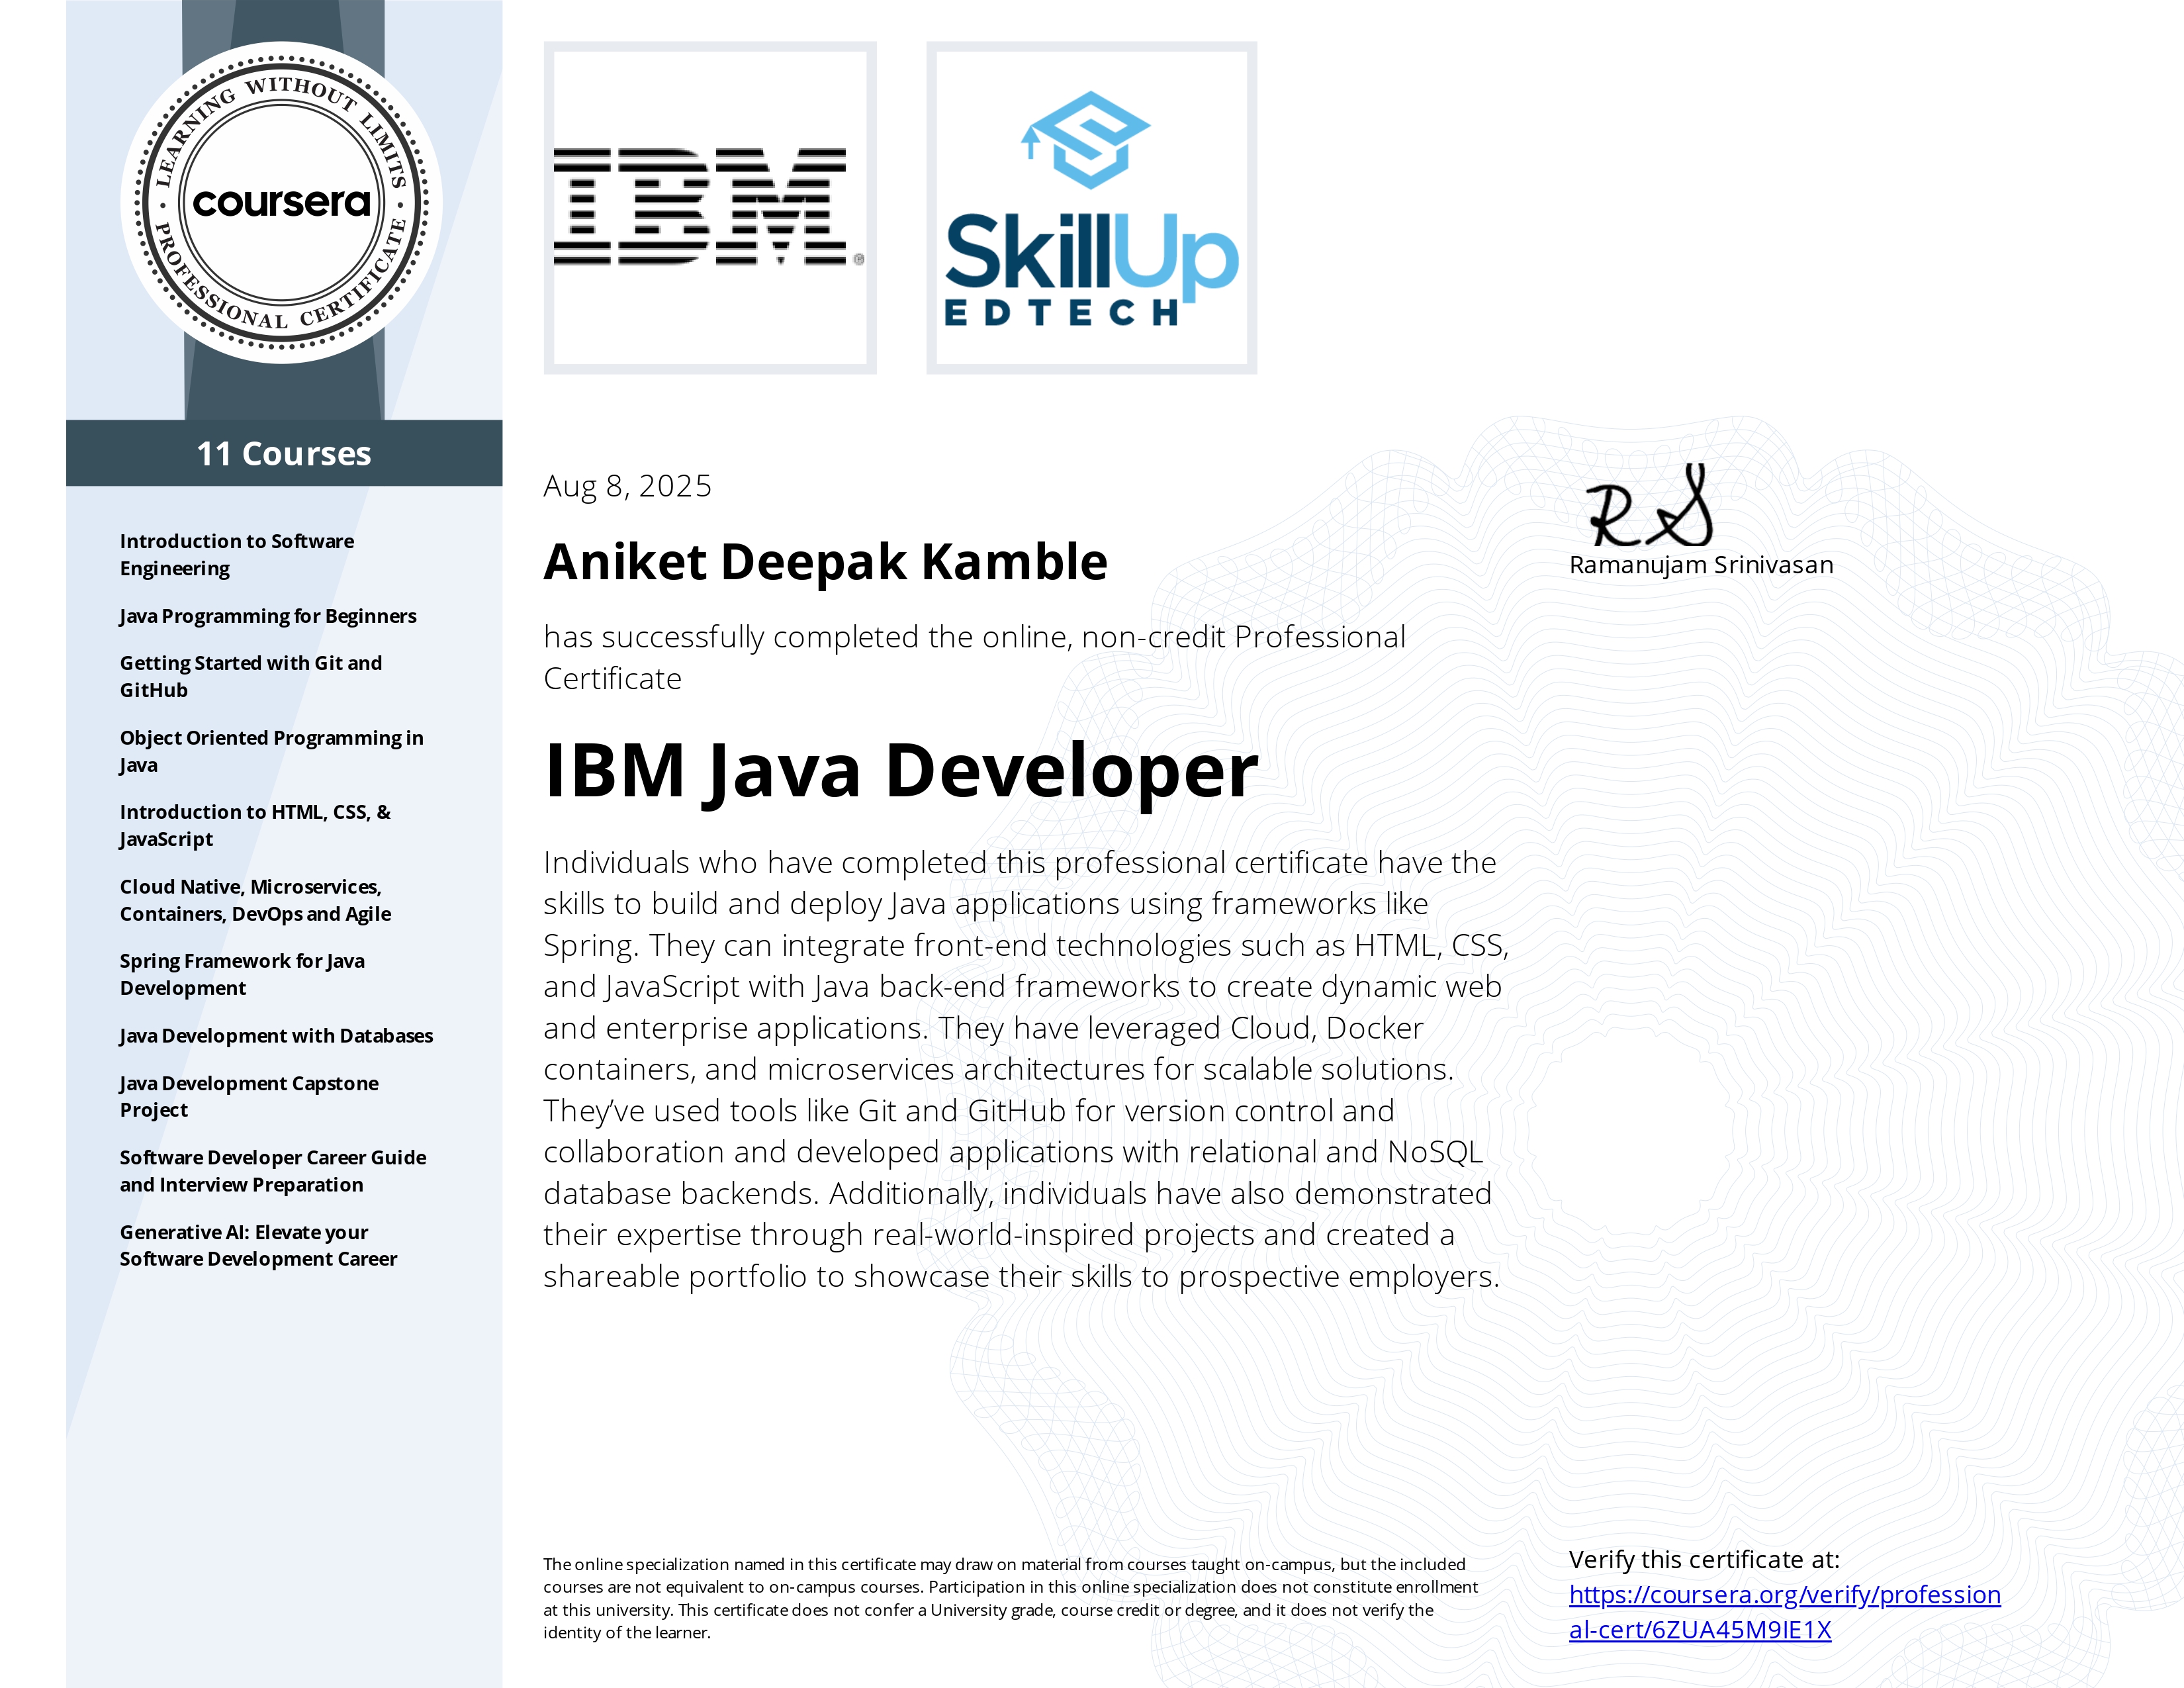 LEARNING WITHOUT LIMITS
coursera
PROFESSIONAL CERTIFICATE
11 Courses
Introduction to Software
Engineering
Java Programming for Beginners
Getting Started with Git and
GitHub
Object Oriented Programming in
Java
Introduction to HTML, CSS, &
JavaScript
Cloud Native, Microservices,
Containers, DevOps and Agile
Spring Framework for Java
Development
Java Development with Databases
Java Development Capstone
Project
Software Developer Career Guide
and Interview Preparation
Generative AI: Elevate your
Software Development Career
IBM®
SkillUp
EDTECH
Aug 8, 2025
Aniket Deepak Kamble
has successfully completed the online, non-credit Professional
Certificate
IBM Java Developer
Individuals who have completed this professional certificate have the
skills to build and deploy Java applications using frameworks like
Spring. They can integrate front-end technologies such as HTML, CSS,
and JavaScript with Java back-end frameworks to create dynamic web
and enterprise applications. They have leveraged Cloud, Docker
containers, and microservices architectures for scalable solutions.
They’ve used tools like Git and GitHub for version control and
collaboration and developed applications with relational and NoSQL
database backends. Additionally, individuals have also demonstrated
their expertise through real-world-inspired projects and created a
shareable portfolio to showcase their skills to prospective employers.
RS
Ramanujam Srinivasan
The online specialization named in this certificate may draw on material from courses taught on-campus, but the included
courses are not equivalent to on-campus courses. Participation in this online specialization does not constitute enrollment
at this university. This certificate does not confer a University grade, course credit or degree, and it does not verify the
identity of the learner.
Verify this certificate at:
https://coursera.org/verify/profession
al-cert/6ZUA45M9IE1X